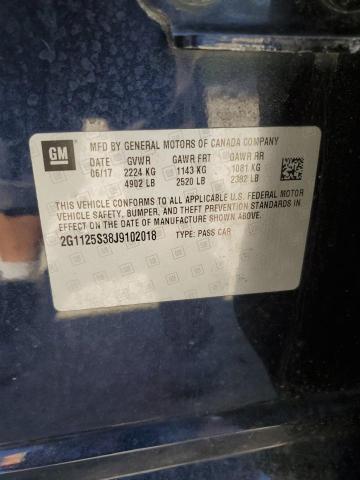 GM
MFD BY GENERAL MOTORS OF CANADA COMPANY
DATE GVWR GAWR FRT GAWR RR
06/17 2224 KG 1143 KG 1081 KG
4902 LB 2520 LB 2382 LB
THIS VEHICLE CONFORMS TO ALL APPLICABLE U.S. FEDERAL MOTOR
VEHICLE SAFETY, BUMPER, AND THEFT PREVENTION STANDARDS IN
EFFECT ON THE DATE OF MANUFACTURE SHOWN ABOVE.
2G1125S38J9102018 TYPE: PASS CAR